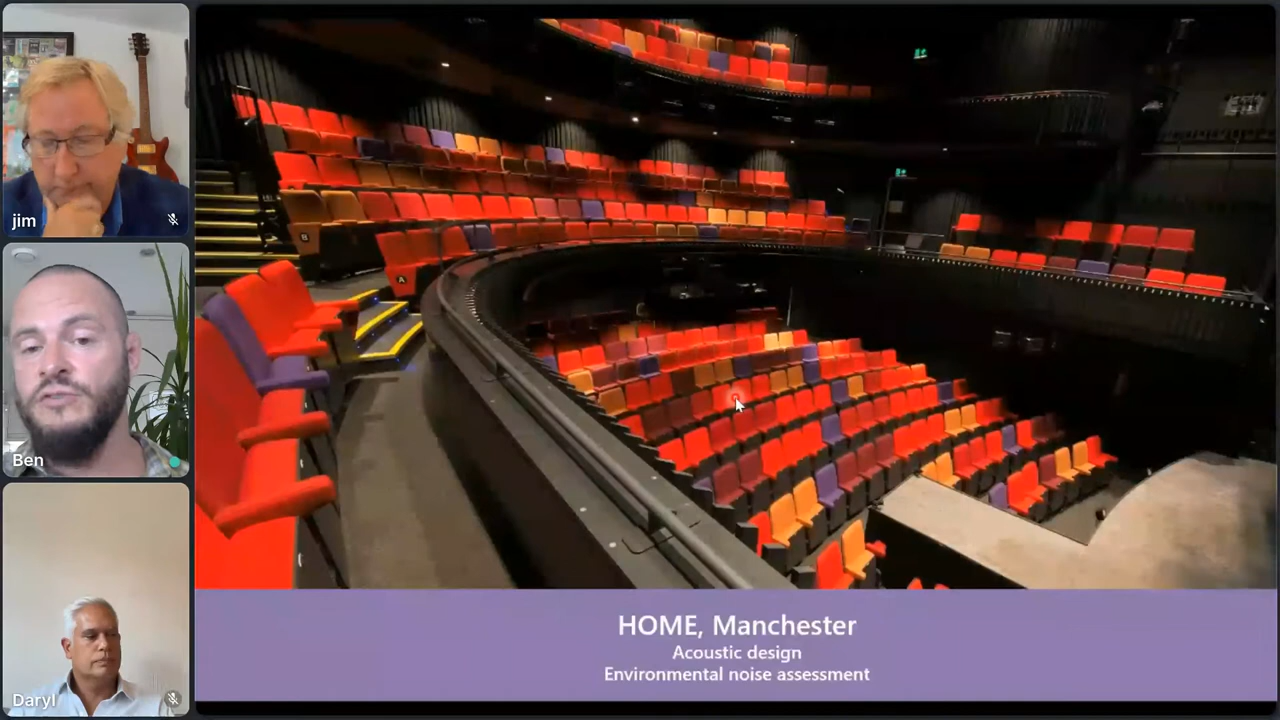 jim
Ben
Daryl
B
A
HOME, Manchester
Acoustic design
Environmental noise assessment